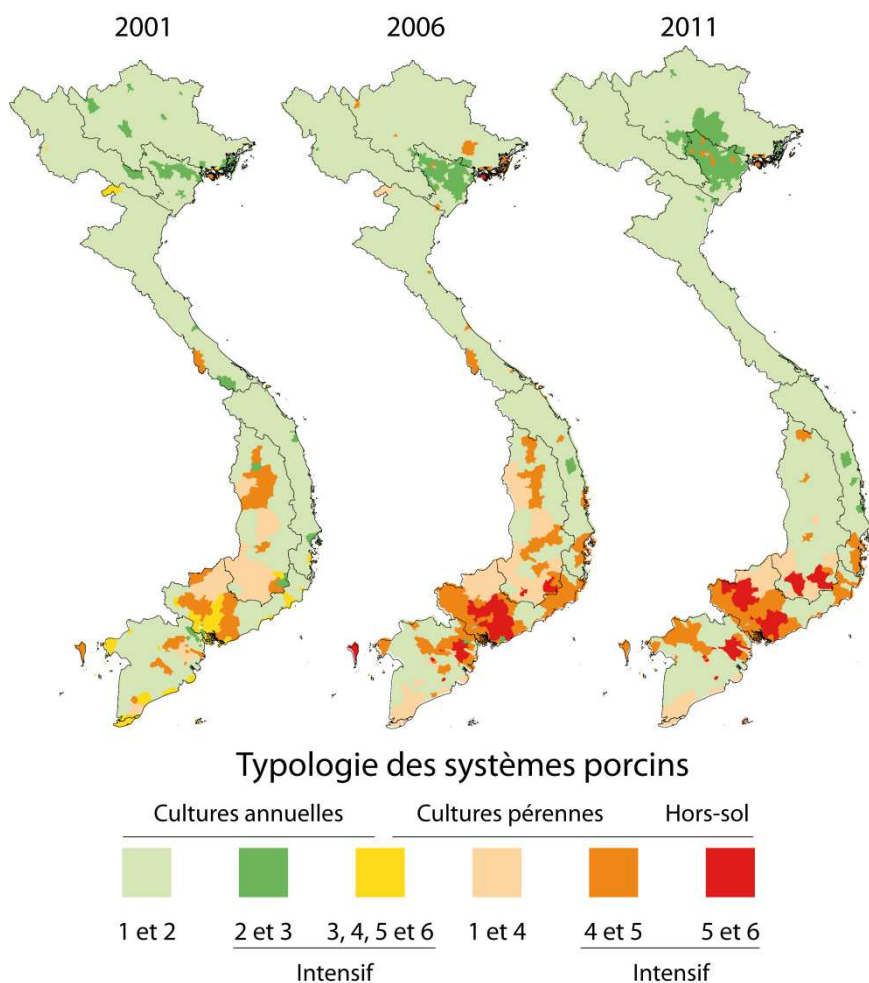 2001 2006 2011
Typologie des systèmes porcins
Cultures annuelles Cultures pérennes Hors-sol
1 et 2 2 et 3 3, 4, 5 et 6 1 et 4 4 et 5 5 et 6
Intensif Intensif